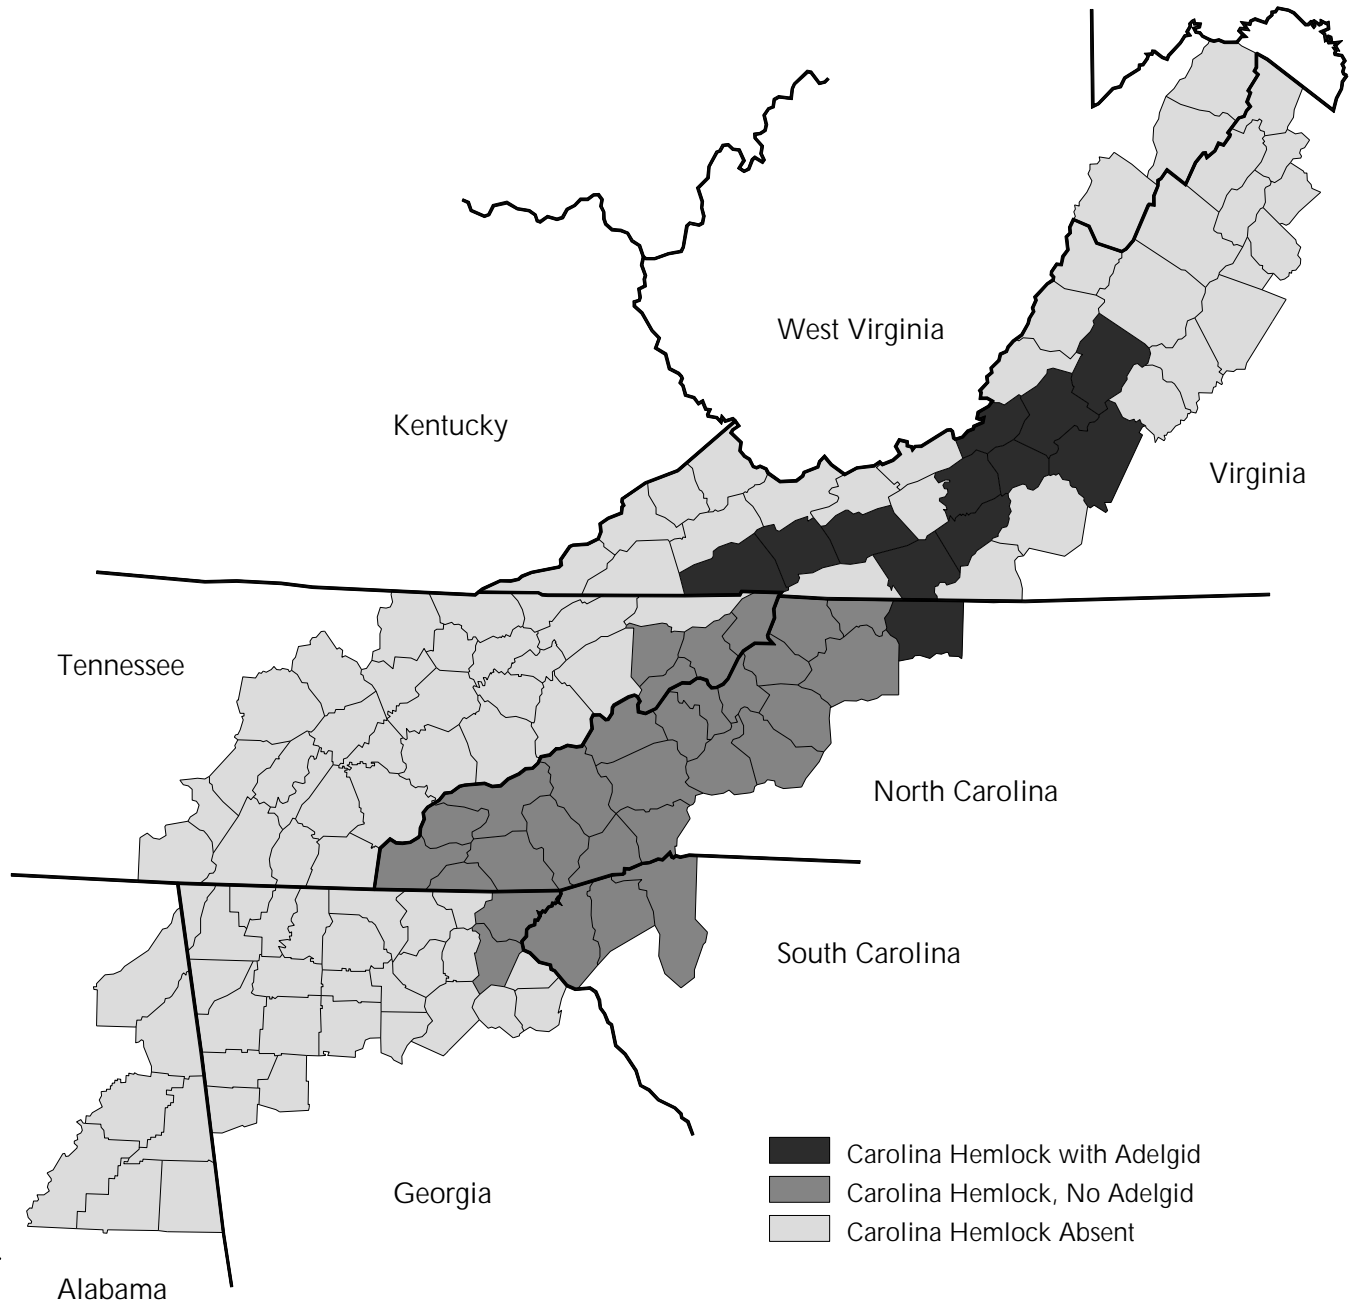 West Virginia
Kentucky
Virginia
Tennessee
North Carolina
South Carolina
Carolina Hemlock with Adelgid
Carolina Hemlock, No Adelgid
Carolina Hemlock Absent
Georgia
Alabama